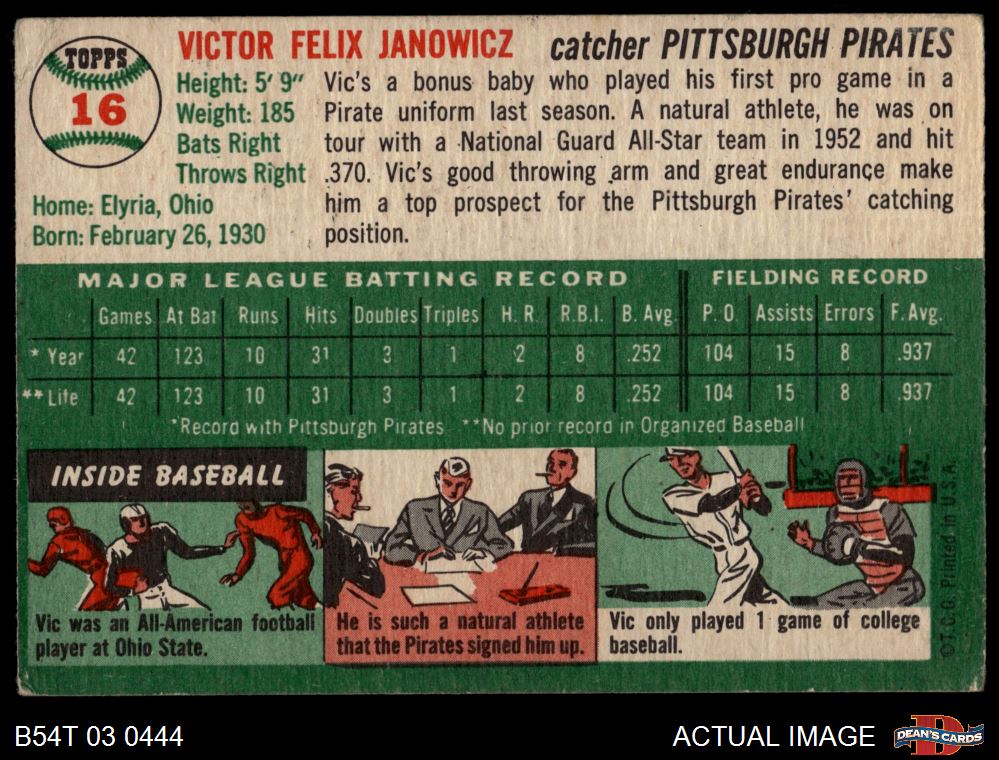 TOPPS
16
VICTOR FELIX JANOWICZ catcher PITTSBURGH PIRATES
Height: 5' 9"
Weight: 185
Bats Right
Throws Right
Home: Elyria, Ohio
Born: February 26, 1930
Vic's a bonus baby who played his first pro game in a
Pirate uniform last season. A natural athlete, he was on
tour with a National Guard All-Star team in 1952 and hit
.370. Vic's good throwing arm and great endurance make
him a top prospect for the Pittsburgh Pirates' catching
position.
MAJOR LEAGUE BATTING RECORD FIELDING RECORD
Games At Bat Runs Hits Doubles Triples H. R. R.B.I. B. Avg. P. O. Assists Errors F. Avg.
* Year 42 123 10 31 3 1 2 8 .252 104 15 8 .937
** Life 42 123 10 31 3 1 2 8 .252 104 15 8 .937
*Record with Pittsburgh Pirates **No prior record in Organized Baseball
INSIDE BASEBALL
Vic was an All-American football
player at Ohio State.
He is such a natural athlete
that the Pirates signed him up.
Vic only played 1 game of college
baseball.
©T.C.G. Printed in U.S.A.
B54T 03 0444
ACTUAL IMAGE
DEAN'S CARDS